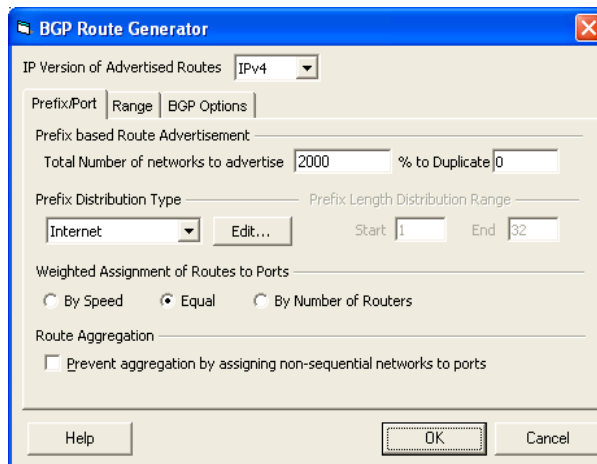 BGP Route Generator
IP Version of Advertised Routes IPv4
Prefix/Port Range BGP Options
Prefix based Route Advertisement
Total Number of networks to advertise 2000 % to Duplicate 0
Prefix Distribution Type Prefix Length Distribution Range
Internet Edit... Start 1 End 32
Weighted Assignment of Routes to Ports
By Speed Equal By Number of Routers
Route Aggregation
Prevent aggregation by assigning non-sequential networks to ports
Help OK Cancel